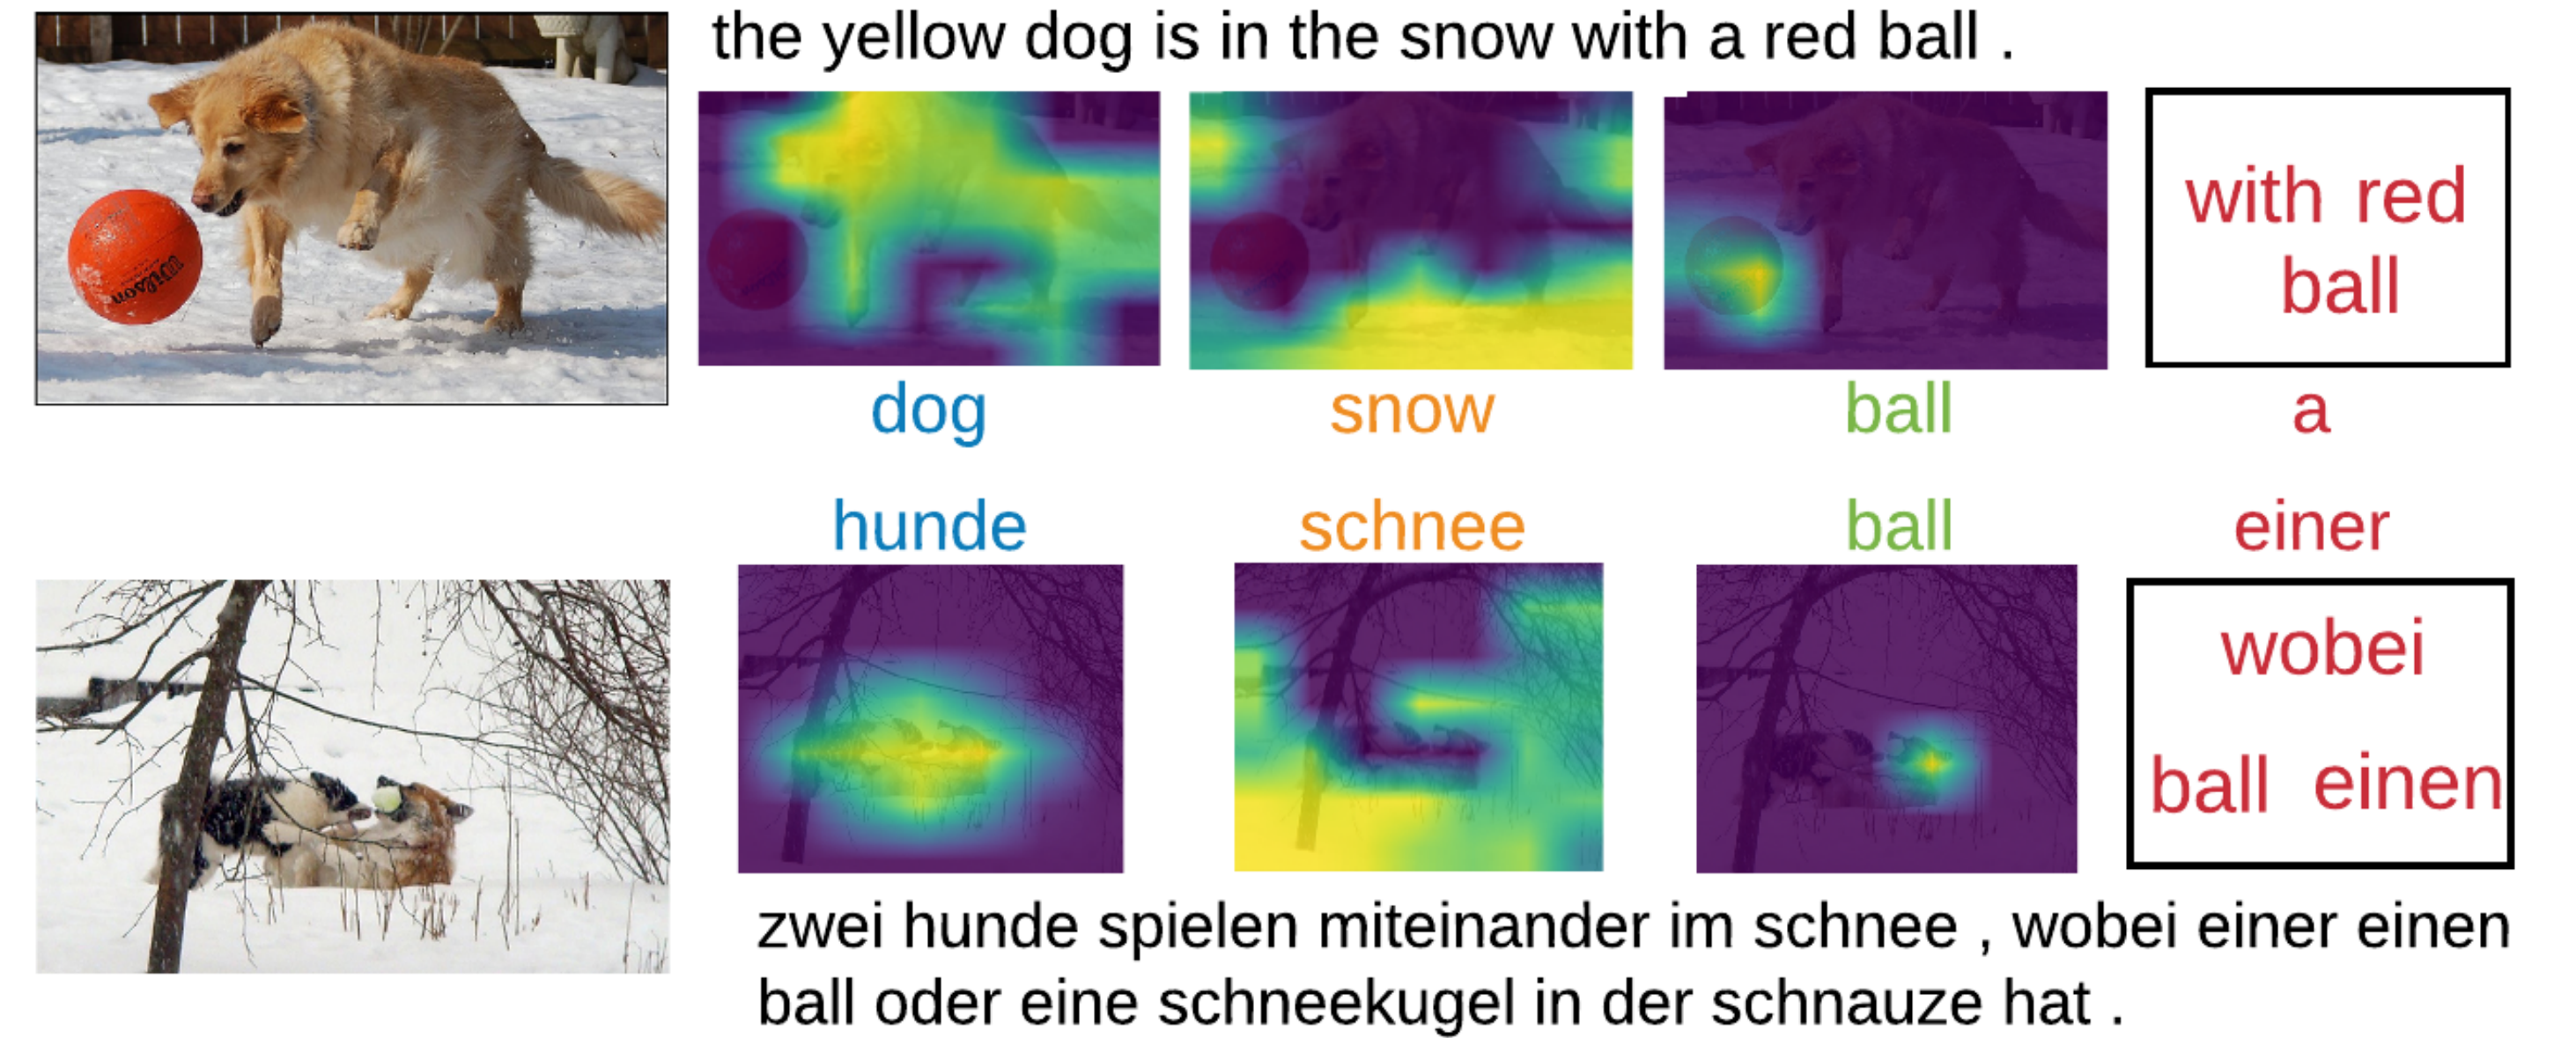 the yellow dog is in the snow with a red ball .
Wilson
with red
ball
dog snow ball a
hunde schnee ball einer
wobei
ball einen
zwei hunde spielen miteinander im schnee , wobei einer einen
ball oder eine schneekugel in der schnauze hat .